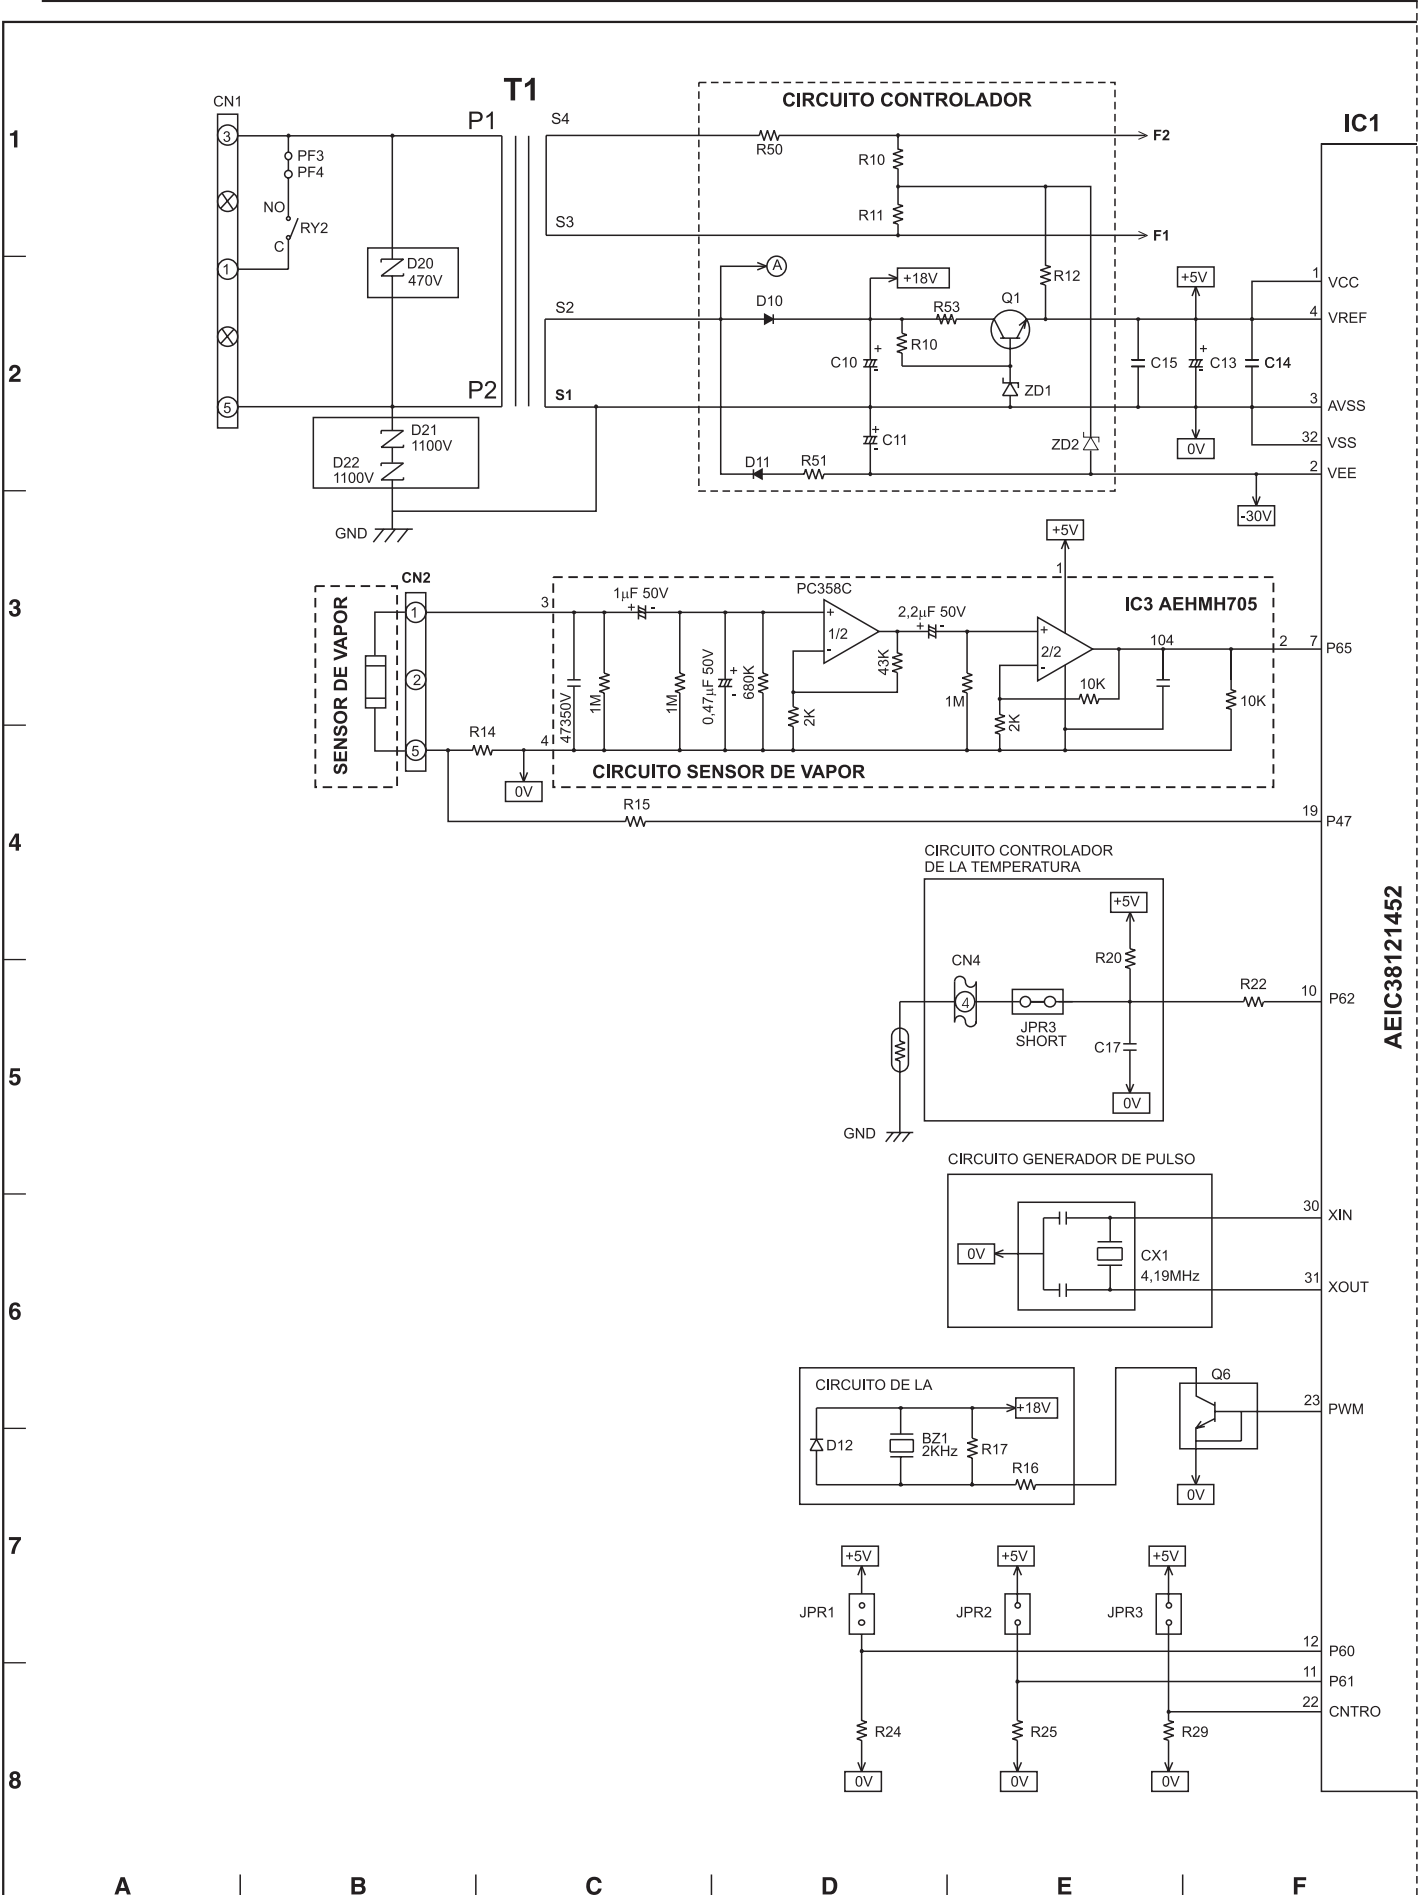 T1
CIRCUITO CONTROLADOR
IC1
CN1
1
3
P1
S4
R50
F2
PF3
PF4
R10
NO
RY2
C
S3
R11
F1
1
D20
470V
A
+18V
R12
+5V
1
VCC
S2
D10
R53
Q1
4
VREF
2
R10
C10
+
-
ZD1
C15
+
-
C13
C14
P2
S1
5
3
AVSS
D21
1100V
D22
1100V
+
-
C11
ZD2
0V
32
VSS
D11
R51
2
VEE
GND
-30V
+5V
1
3
SENSOR DE VAPOR
CN2
1
2
5
3
1µF 50V
+ -
PC358C
+
1/2
-
2,2µF 50V
+ -
IC3 AEHMH705
+
2/2
-
104
2
7
P65
47350V
1M
1M
0,47µF 50V
+
-
680K
2K
43K
1M
2K
10K
10K
R14
4
0V
CIRCUITO SENSOR DE VAPOR
R15
19
P47
4
CIRCUITO CONTROLADOR
DE LA TEMPERATURA
+5V
R20
CN4
4
JPR3
SHORT
R22
10
P62
C17
0V
GND
5
AEIC38121452
CIRCUITO GENERADOR DE PULSO
30
XIN
0V
CX1
4,19MHz
31
XOUT
6
CIRCUITO DE LA
+18V
D12
BZ1
2KHz
R17
R16
Q6
23
PWM
0V
7
+5V
+5V
+5V
JPR1
JPR2
JPR3
12
P60
11
P61
22
CNTRO
R24
R25
R29
0V
0V
0V
8
A
B
C
D
E
F